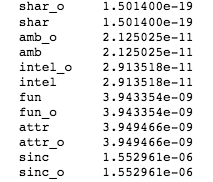 shar_o 1.501400e-19
shar 1.501400e-19
amb_o 2.125025e-11
amb 2.125025e-11
intel_o 2.913518e-11
intel 2.913518e-11
fun 3.943354e-09
fun_o 3.943354e-09
attr 3.949466e-09
attr_o 3.949466e-09
sinc 1.552961e-06
sinc_o 1.552961e-06